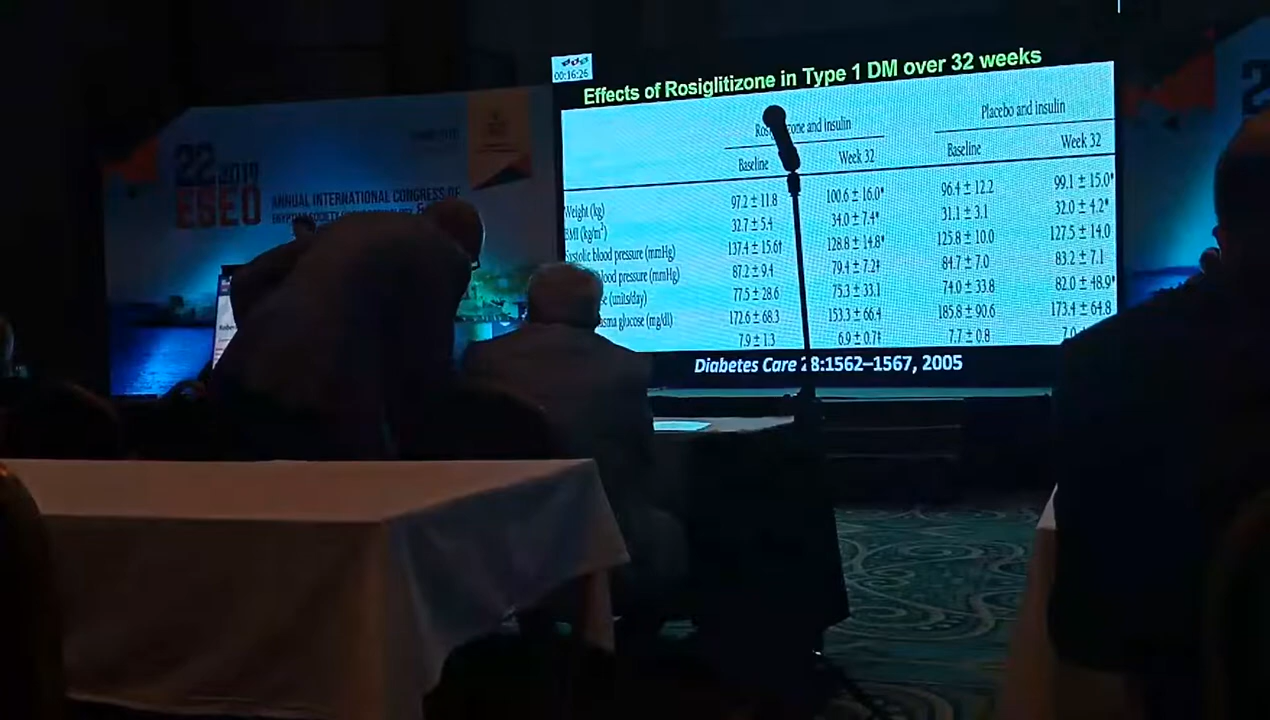 00:16:26
Effects of Rosiglitizone in Type 1 DM over 32 weeks
zone and insulin Placebo and insulin
Baseline Week 32 Baseline Week 32
Weight (kg) 97.2 ± 11.8 100.6 ± 16.0* 96.4 ± 12.2 99.1 ± 15.0*
BMI (kg/m²) 32.7 ± 5.4 34.0 ± 7.4* 31.1 ± 3.1 32.0 ± 4.2*
Systolic blood pressure (mmHg) 137.4 ± 15.6† 128.8 ± 14.8* 125.8 ± 10.0 127.5 ± 14.0
blood pressure (mmHg) 87.2 ± 9.4 79.4 ± 7.2† 84.7 ± 7.0 83.2 ± 7.1
(units/day) 77.5 ± 28.6 75.3 ± 33.1 74.0 ± 33.8 82.0 ± 48.9*
glucose (mg/dl) 172.6 ± 68.3 153.3 ± 66.4 185.8 ± 90.6 173.4 ± 64.8
7.9 ± 1.3 6.9 ± 0.7‡ 7.7 ± 0.8
Diabetes Care 28:1562–1567, 2005
22 2019
ESEO
ANNUAL INTERNATIONAL CONGRESS OF
EGYPTIAN SOCIETY